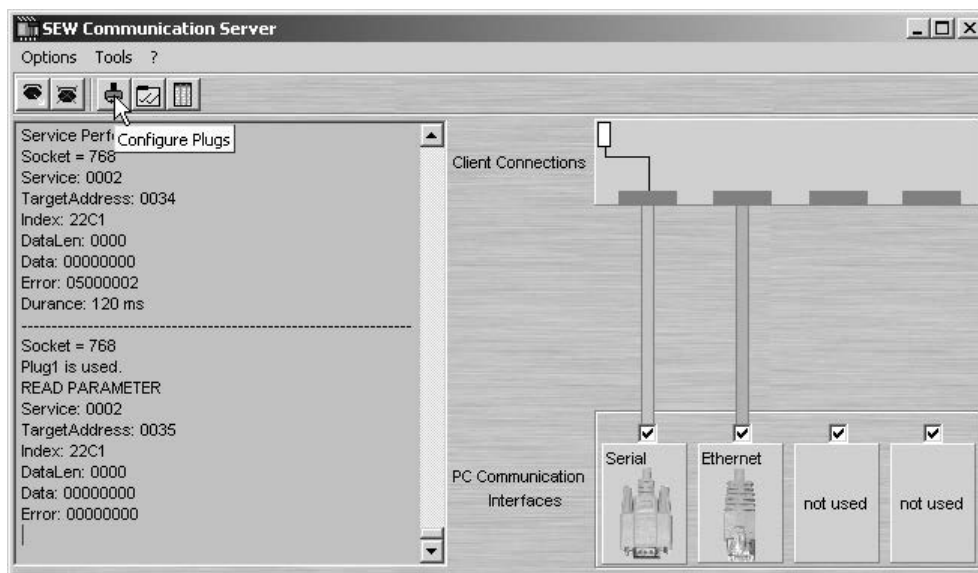 SEW Communication Server
Options Tools ?
Configure Plugs
Service Perf
Socket = 768
Service: 0002
TargetAddress: 0034
Index: 22C1
DataLen: 0000
Data: 00000000
Error: 05000002
Durance: 120 ms
--------------------------------------------------------------------------------
Socket = 768
Plug1 is used.
READ PARAMETER
Service: 0002
TargetAddress: 0035
Index: 22C1
DataLen: 0000
Data: 00000000
Error: 00000000
Client Connections
PC Communication
Interfaces
Serial
Ethernet
not used
not used